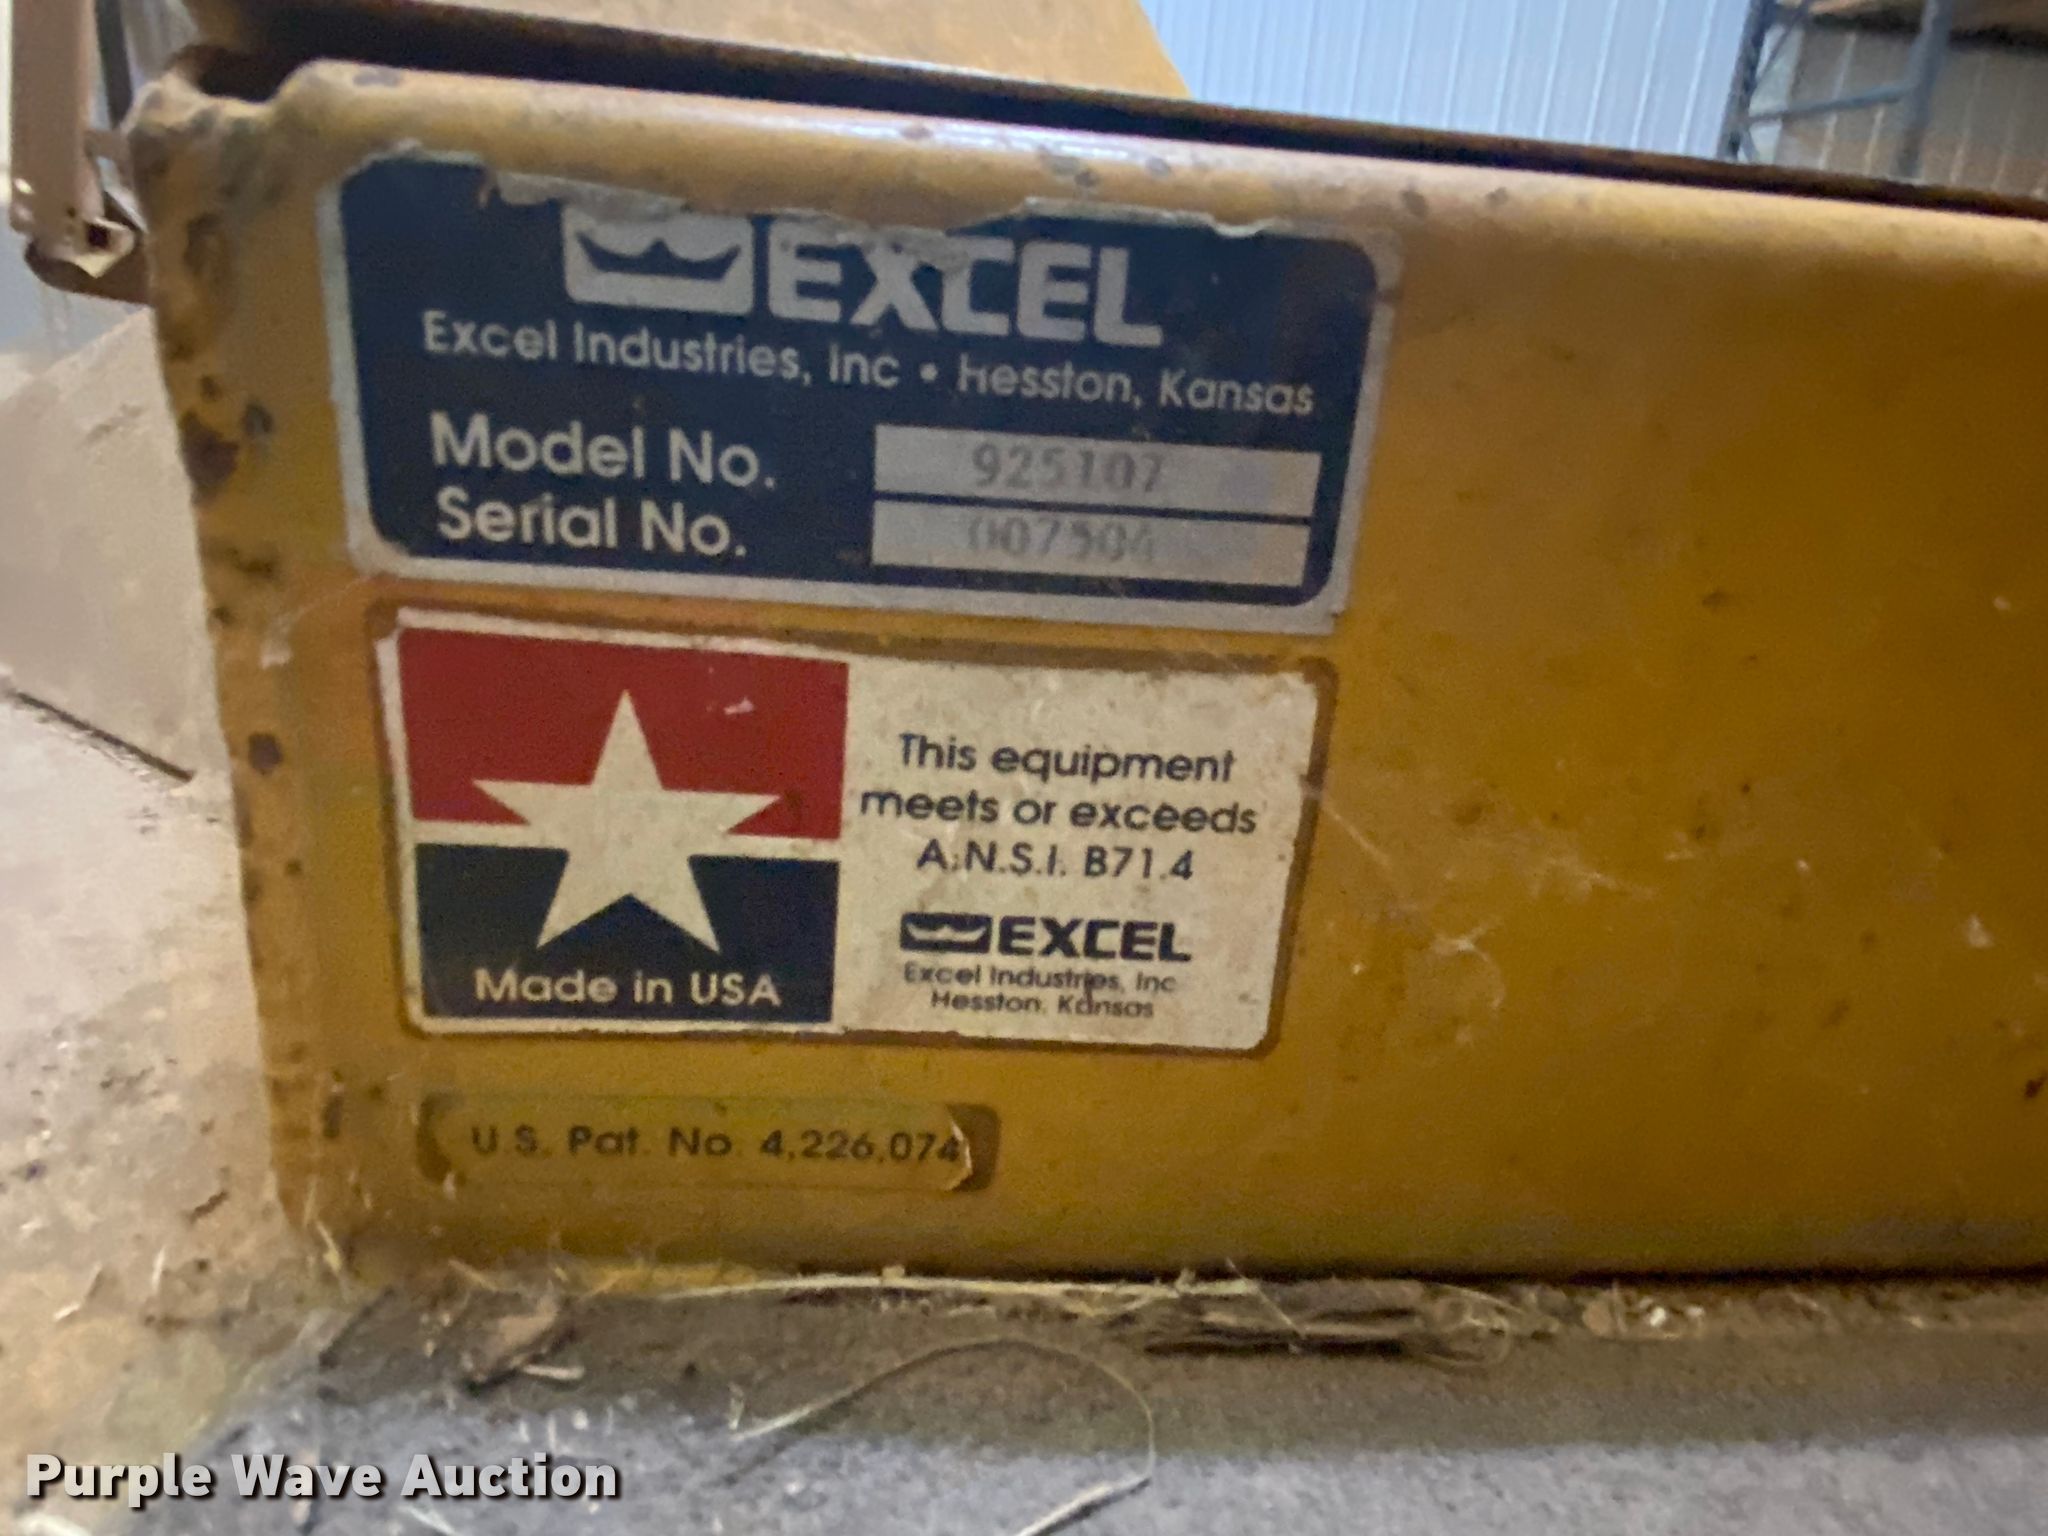 EXCEL
Excel Industries, Inc • Hesston, Kansas
Model No. 925107
Serial No. 007504
This equipment
meets or exceeds
A.N.S.I. B71.4
EXCEL
Excel Industries, Inc
Hesston, Kansas
Made in USA
U.S. Pat. No. 4,226,074
Purple Wave Auction